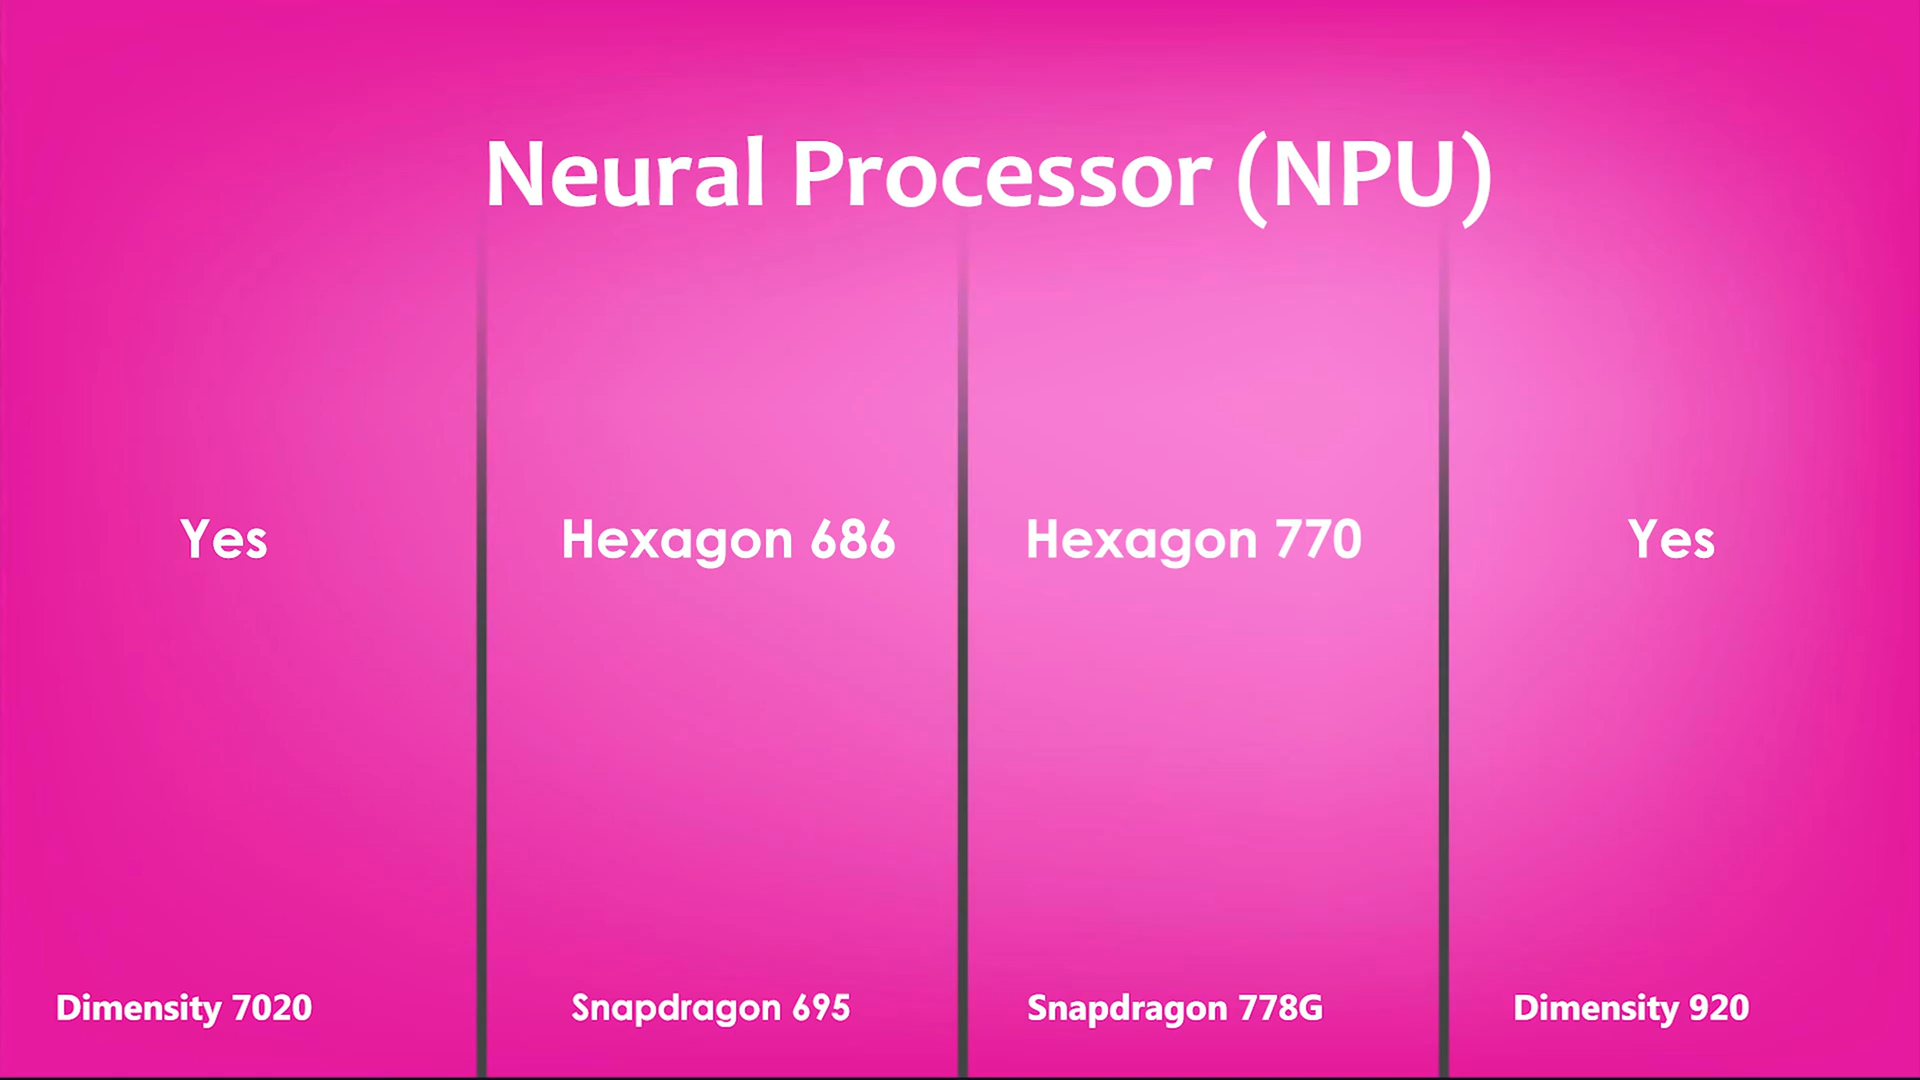 Neural Processor (NPU)
Yes
Hexagon 686
Hexagon 770
Yes
Dimensity 7020
Snapdragon 695
Snapdragon 778G
Dimensity 920